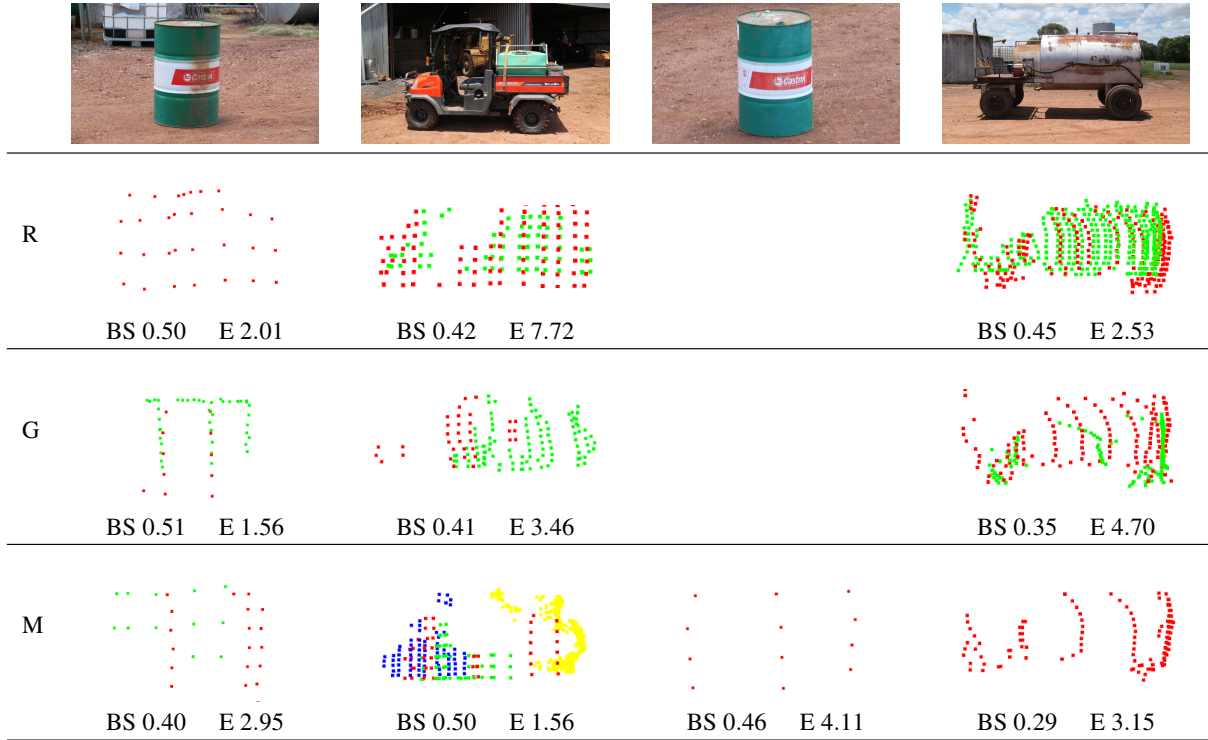 Castrol
Castrol
R
BS 0.50 E 2.01
BS 0.42 E 7.72
BS 0.45 E 2.53
G
BS 0.51 E 1.56
BS 0.41 E 3.46
BS 0.35 E 4.70
M
BS 0.40 E 2.95
BS 0.50 E 1.56
BS 0.46 E 4.11
BS 0.29 E 3.15